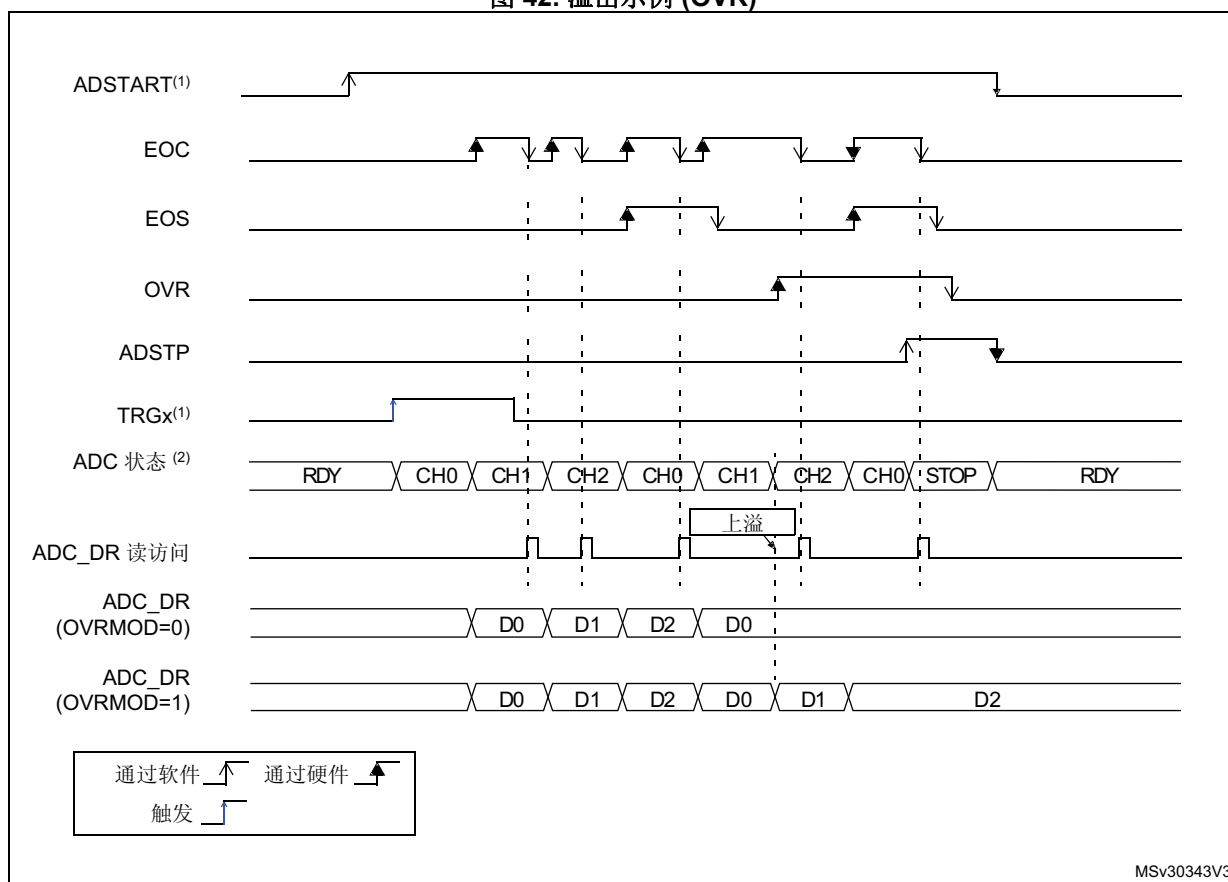 图 42. 溢出示例 (OVR)
ADSTART(1)
EOC
EOS
OVR
ADSTP
TRGx(1)
ADC 状态 (2)
RDY CH0 CH1 CH2 CH0 CH1 CH2 CH0 STOP RDY
上溢
ADC_DR 读访问
ADC_DR
(OVRMOD=0)
D0 D1 D2 D0
ADC_DR
(OVRMOD=1)
D0 D1 D2 D0 D1 D2
通过软件 通过硬件
触发
MSv30343V3